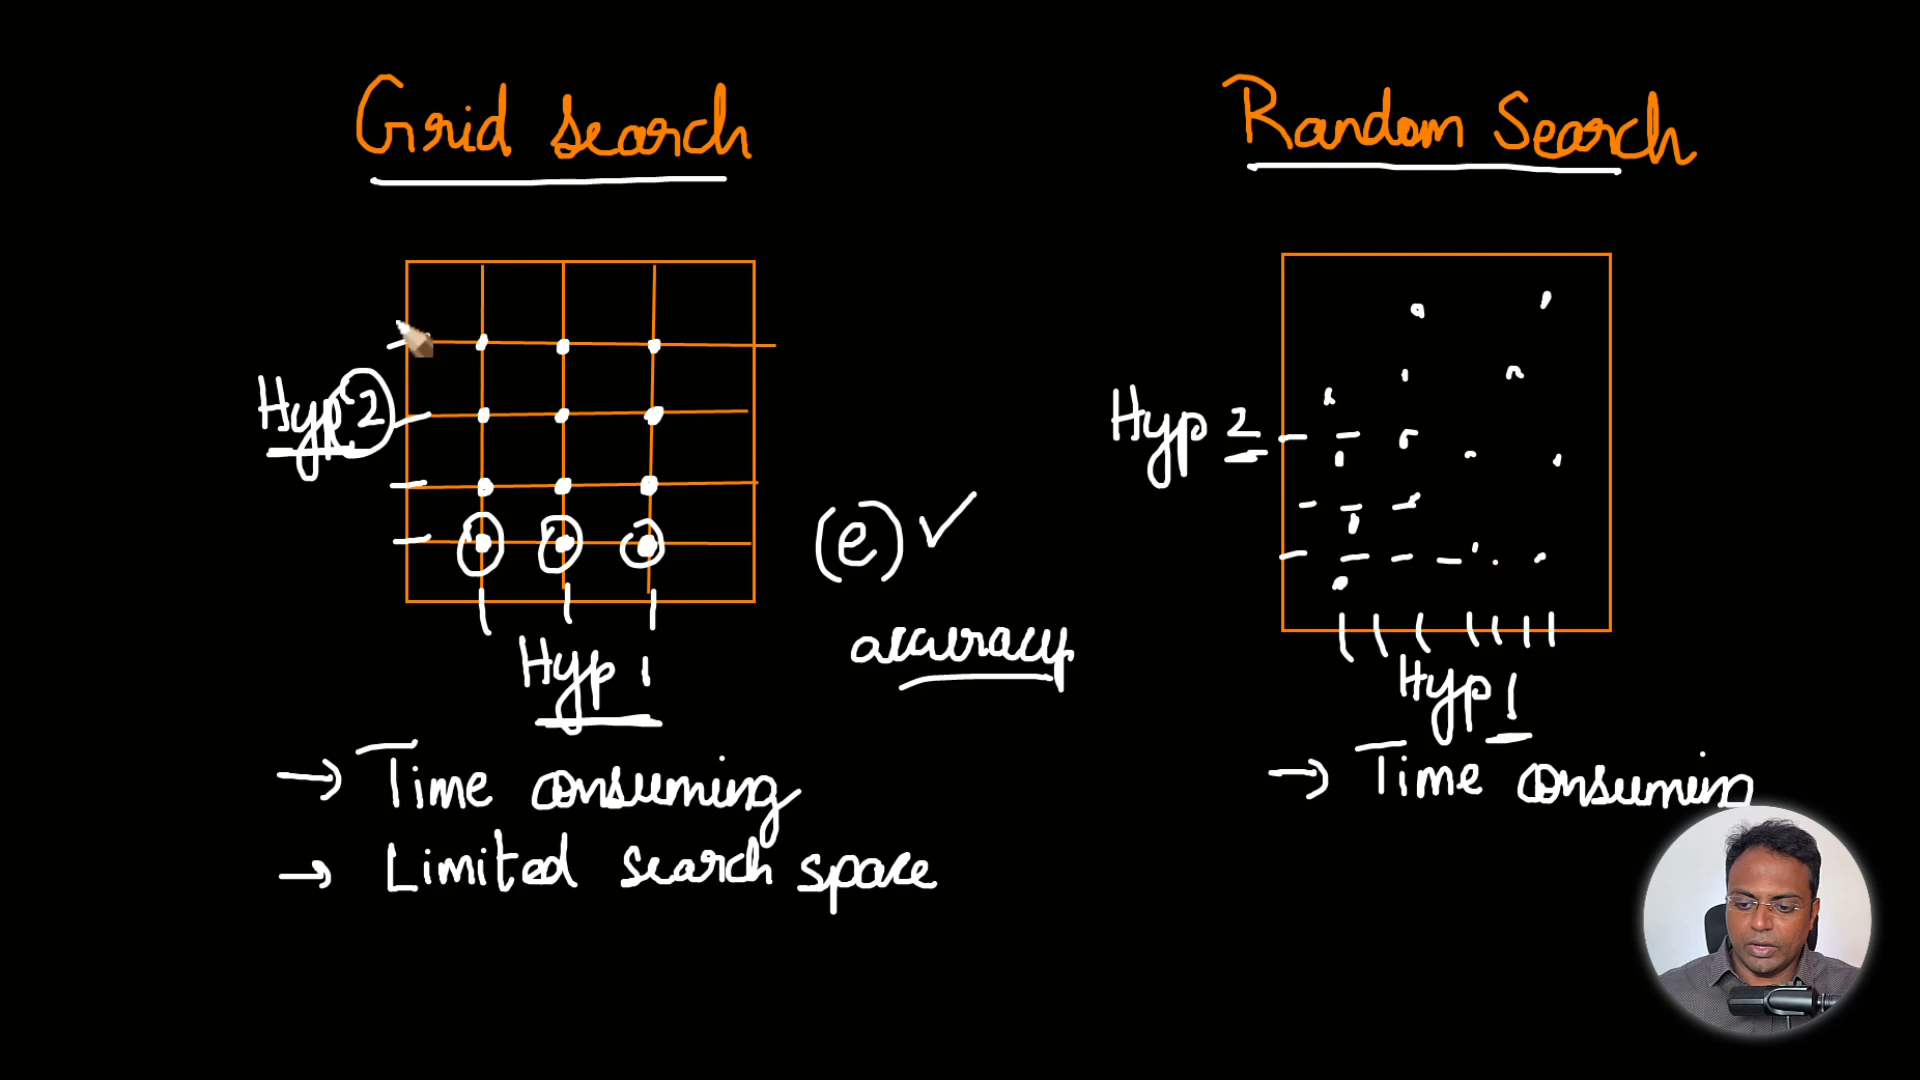 Grid Search
Hyp 2
Hyp 1
(e) ✓
accuracy
→ Time consuming
→ Limited search space
Random Search
Hyp 2
Hyp 1
→ Time consuming